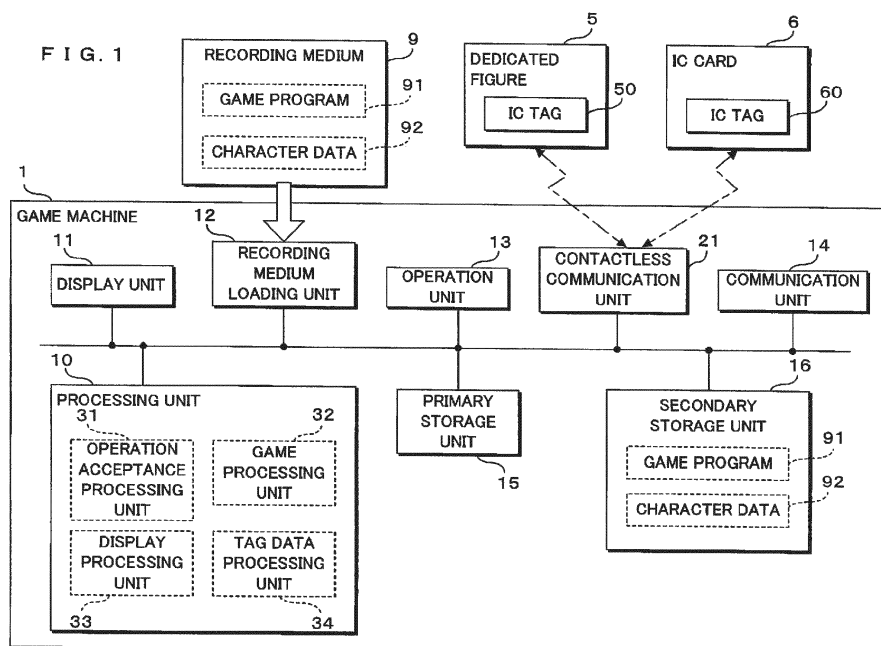 FIG. 1
RECORDING MEDIUM
9
GAME PROGRAM
91
CHARACTER DATA
92
5
DEDICATED
FIGURE
IC TAG
50
6
IC CARD
IC TAG
60
1
GAME MACHINE
11
DISPLAY UNIT
12
RECORDING
MEDIUM
LOADING UNIT
13
OPERATION
UNIT
CONTACTLESS
COMMUNICATION
UNIT
21
14
COMMUNICATION
UNIT
10
PROCESSING UNIT
31
OPERATION
ACCEPTANCE
PROCESSING
UNIT
32
GAME
PROCESSING
UNIT
DISPLAY
PROCESSING
UNIT
33
TAG DATA
PROCESSING
UNIT
34
PRIMARY
STORAGE
UNIT
15
16
SECONDARY
STORAGE UNIT
91
GAME PROGRAM
92
CHARACTER DATA